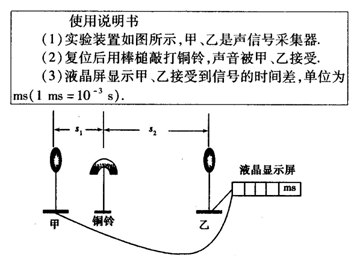 使用说明书
(1)实验装置如图所示,甲、乙是声信号采集器.
(2)复位后用棒槌敲打铜铃,声音被甲、乙接受.
(3)液晶屏显示甲、乙接受到信号的时间差,单位为
ms(1 ms=10⁻³ s).
s₁ s₂
液晶显示屏
ms
甲 铜铃 乙